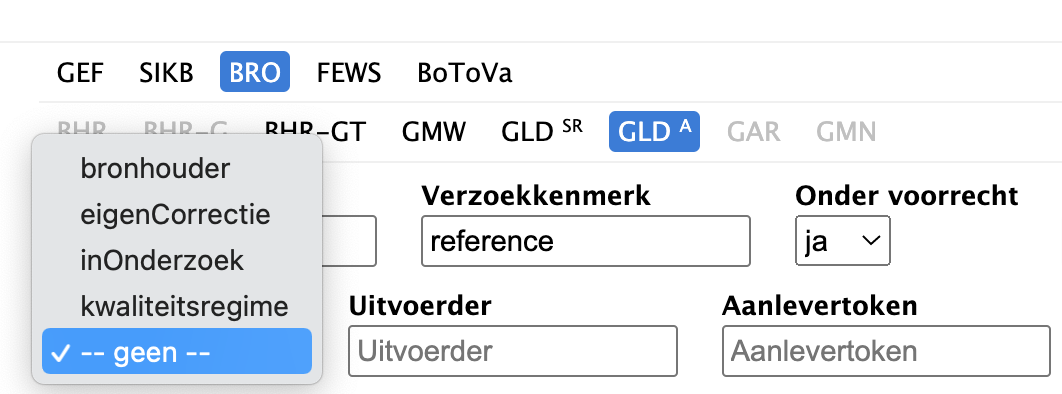 GEF SIKB BRO FEWS BoToVa
BHR BHR-G BHR-GT GMW GLD SR GLD A GAR GMN
bronhouder
eigenCorrectie
inOnderzoek
kwaliteitsregime
✓ -- geen --
Verzoekkenmerk Onder voorrecht
reference ja
Uitvoerder Aanlevertoken
Uitvoerder Aanlevertoken